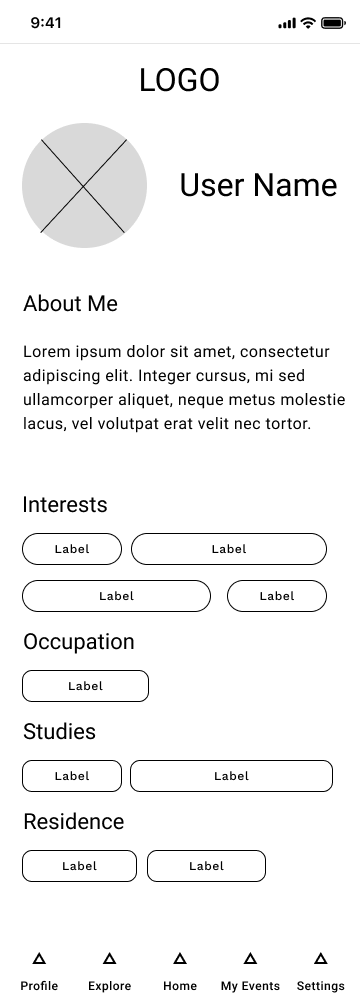 9:41
LOGO
User Name
About Me
Lorem ipsum dolor sit amet, consectetur
adipiscing elit. Integer cursus, mi sed
ullamcorper aliquet, neque metus molestie
lacus, vel volutpat erat velit nec tortor.
Interests
Label Label
Label Label
Occupation
Label
Studies
Label Label
Residence
Label Label
Profile Explore Home My Events Settings